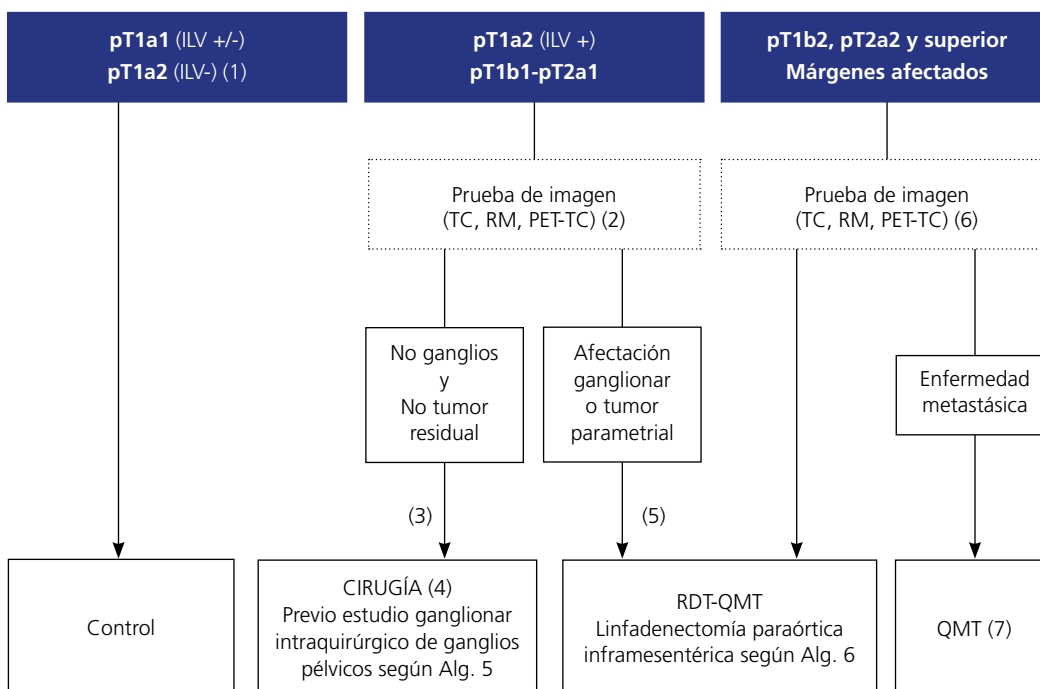 pT1a1 (ILV +/-)
pT1a2 (ILV-) (1)
pT1a2 (ILV +)
pT1b1-pT2a1
pT1b2, pT2a2 y superior
Márgenes afectados
Prueba de imagen
(TC, RM, PET-TC) (2)
Prueba de imagen
(TC, RM, PET-TC) (6)
No ganglios
y
No tumor
residual
Afectación
ganglionar
o tumor
parametrial
Enfermedad
metastásica
(3)
(5)
Control
CIRUGÍA (4)
Previo estudio ganglionar
intraquirúrgico de ganglios
pélvicos según Alg. 5
RDT-QMT
Linfadenectomía paraórtica
inframesentérica según Alg. 6
QMT (7)